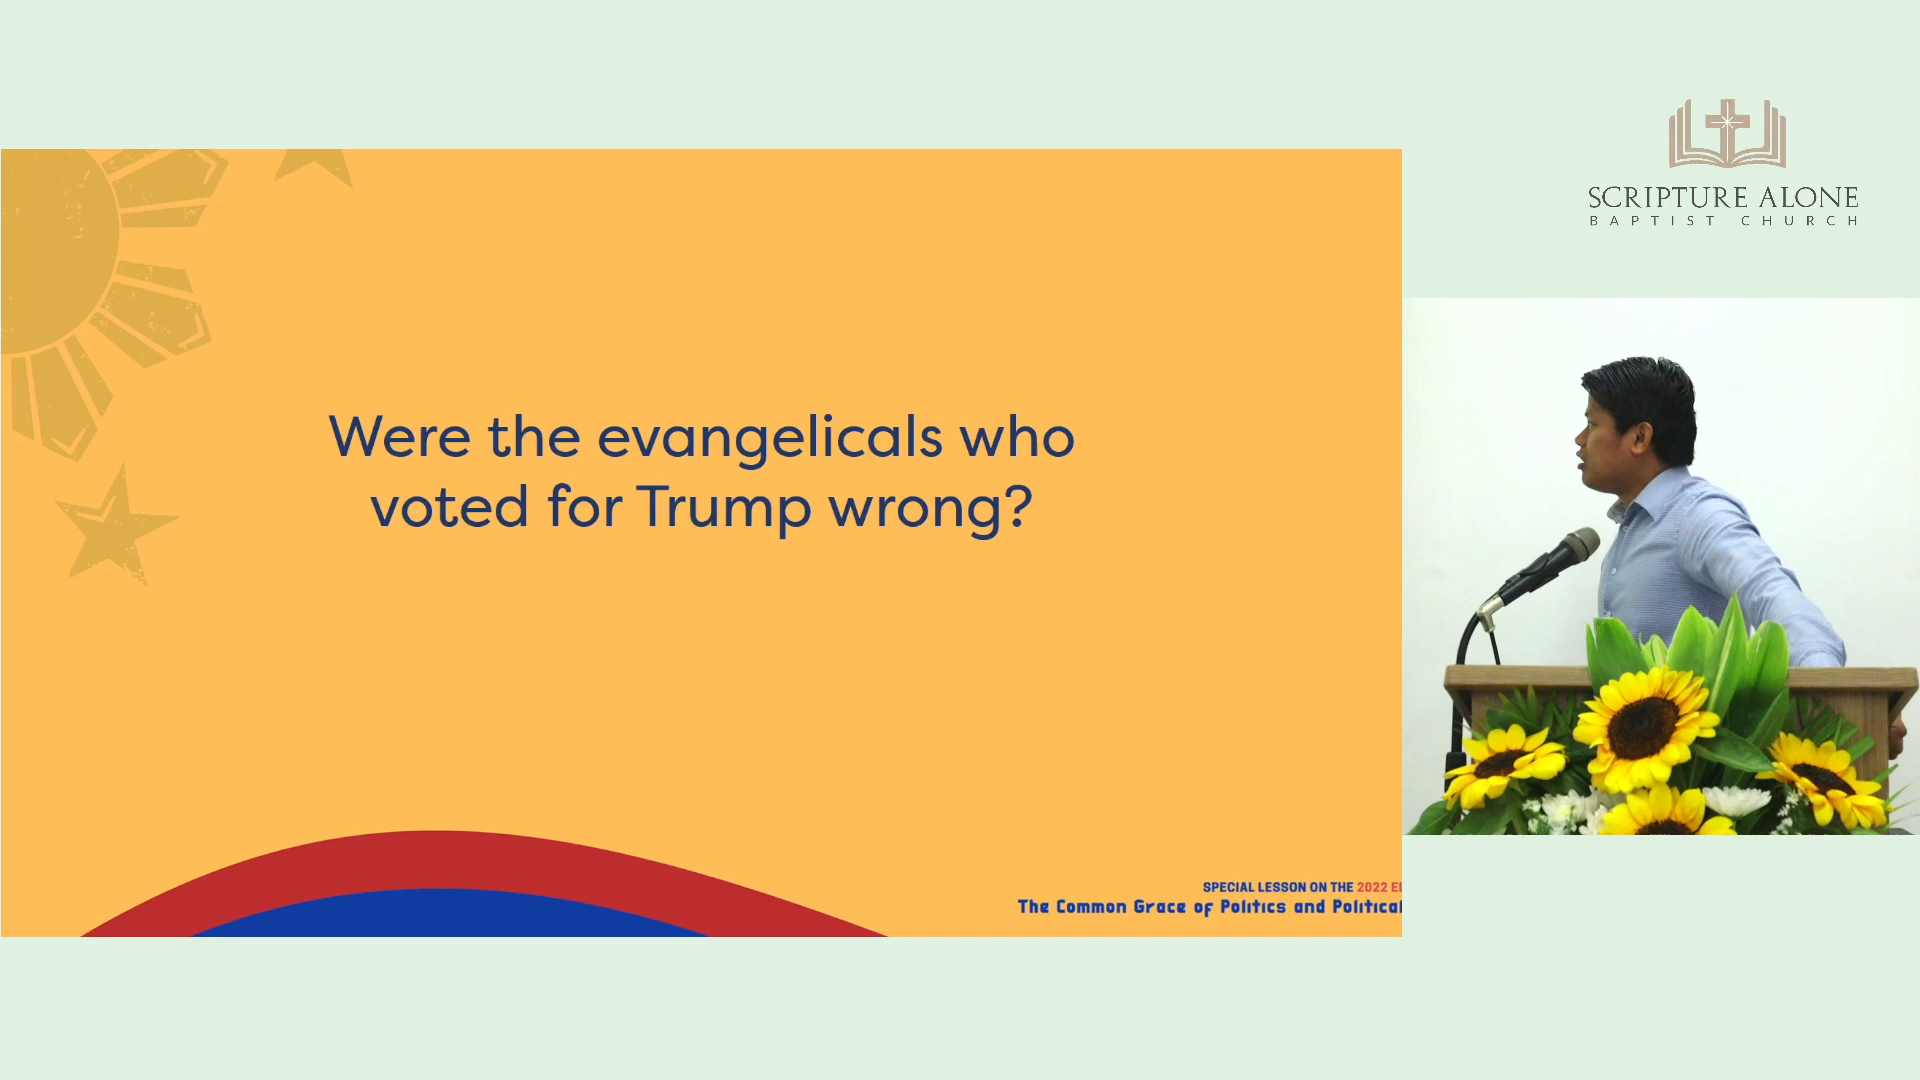 SCRIPTURE ALONE
BAPTIST CHURCH
Were the evangelicals who
voted for Trump wrong?
SPECIAL LESSON ON THE 2022
The Common Grace of Politics and Political